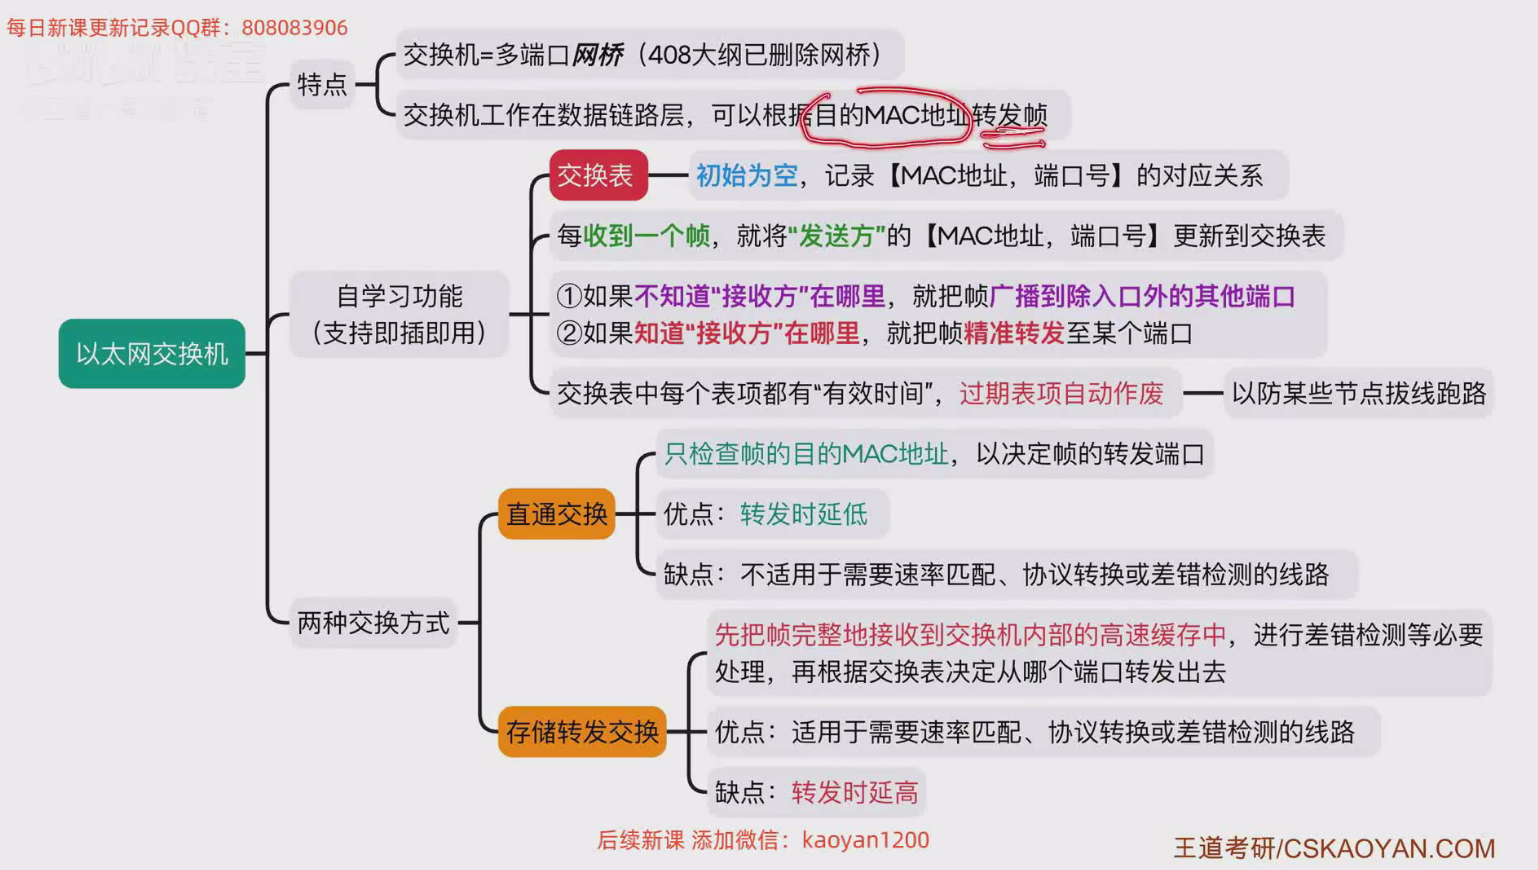 每日新课更新记录QQ群：808083906
特点
交换机=多端口网桥（408大纲已删除网桥）
交换机工作在数据链路层，可以根据目的MAC地址转发帧
以太网交换机
自学习功能
（支持即插即用）
交换表
初始为空，记录【MAC地址，端口号】的对应关系
每收到一个帧，就将“发送方”的【MAC地址，端口号】更新到交换表
①如果不知道“接收方”在哪里，就把帧广播到除入口外的其他端口
②如果知道“接收方”在哪里，就把帧精准转发至某个端口
交换表中每个表项都有“有效时间”，过期表项自动作废
以防某些节点拔线跑路
两种交换方式
直通交换
只检查帧的目的MAC地址，以决定帧的转发端口
优点：转发时延低
缺点：不适用于需要速率匹配、协议转换或差错检测的线路
存储转发交换
先把帧完整地接收到交换机内部的高速缓存中，进行差错检测等必要
处理，再根据交换表决定从哪个端口转发出去
优点：适用于需要速率匹配、协议转换或差错检测的线路
缺点：转发时延高
后续新课 添加微信：kaoyan1200
王道考研/CSKAOYAN.COM